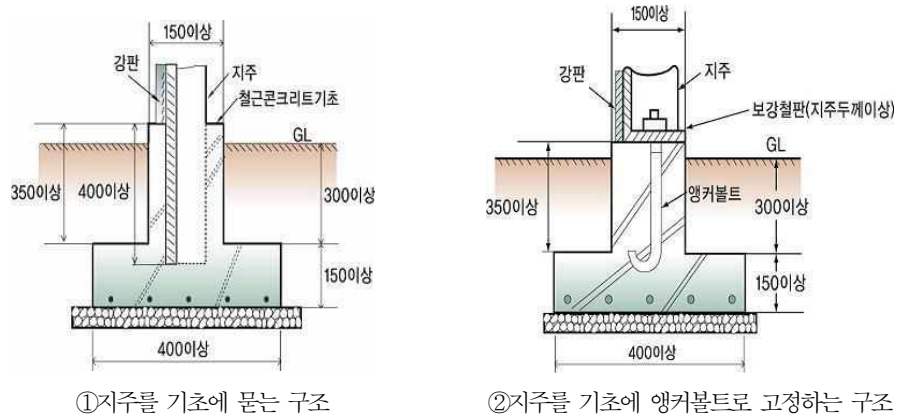 150이상
강판
지주
철근콘크리트기초
GL
350이상
400이상
300이상
150이상
400이상
①지주를 기초에 묻는 구조
150이상
강판
지주
보강철판(지주두께이상)
GL
350이상
앵커볼트
300이상
150이상
400이상
②지주를 기초에 앵커볼트로 고정하는 구조